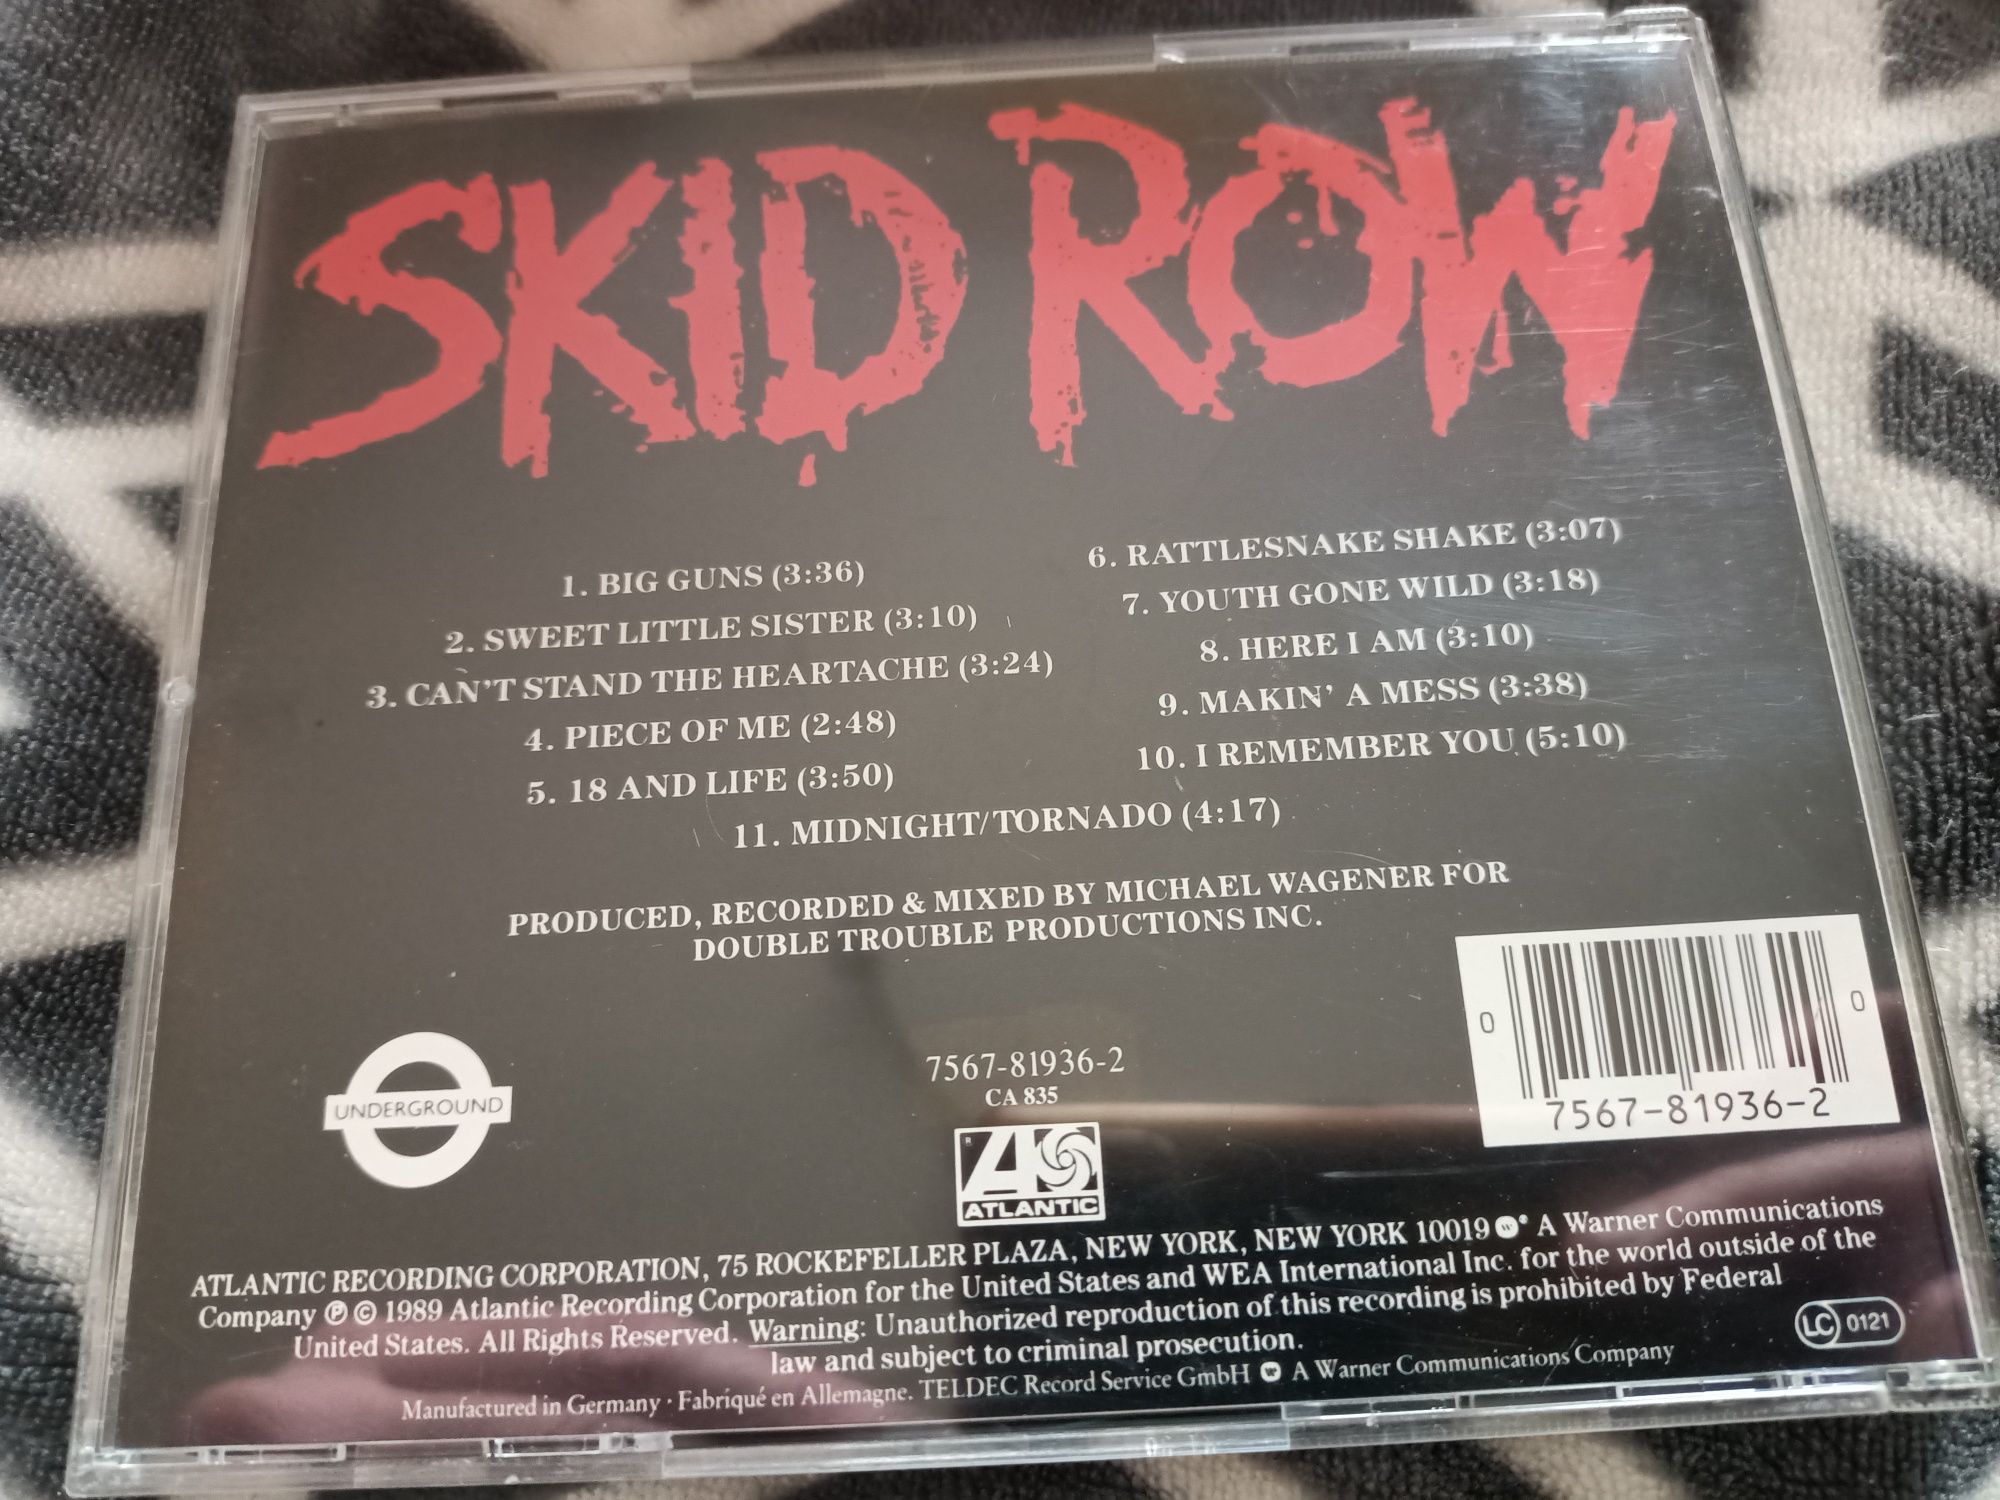 SKID ROW
1. BIG GUNS (3:36)
2. SWEET LITTLE SISTER (3:10)
3. CAN'T STAND THE HEARTACHE (3:24)
4. PIECE OF ME (2:48)
5. 18 AND LIFE (3:50)
6. RATTLESNAKE SHAKE (3:07)
7. YOUTH GONE WILD (3:18)
8. HERE I AM (3:10)
9. MAKIN' A MESS (3:38)
10. I REMEMBER YOU (5:10)
11. MIDNIGHT/TORNADO (4:17)
PRODUCED, RECORDED & MIXED BY MICHAEL WAGENER FOR
DOUBLE TROUBLE PRODUCTIONS INC.
UNDERGROUND
7567-81936-2
CA 835
ATLANTIC
0 0
7567-81936-2
ATLANTIC RECORDING CORPORATION, 75 ROCKEFELLER PLAZA, NEW YORK, NEW YORK 10019 A Warner Communications
Company ℗ © 1989 Atlantic Recording Corporation for the United States and WEA International Inc. for the world outside of the
United States. All Rights Reserved. Warning: Unauthorized reproduction of this recording is prohibited by Federal
law and subject to criminal prosecution.
Manufactured in Germany · Fabriqué en Allemagne. TELDEC Record Service GmbH A Warner Communications Company
LC 0121